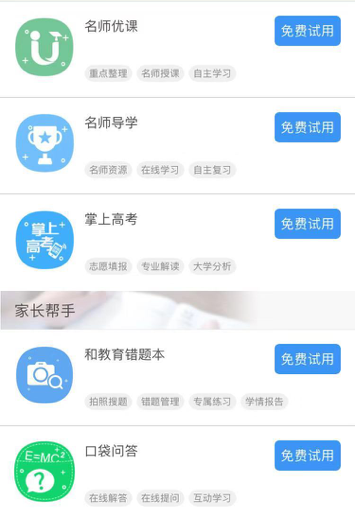 名师优课
免费试用
重点整理 名师授课 自主学习
名师导学
免费试用
名师资源 在线学习 自主复习
掌上高考
免费试用
掌上
高考
志愿填报 专业解读 大学分析
家长帮手
和教育错题本
免费试用
拍照搜题 错题管理 专属练习 学情报告
口袋问答
免费试用
E=MC²
?
在线解答 在线提问 互动学习